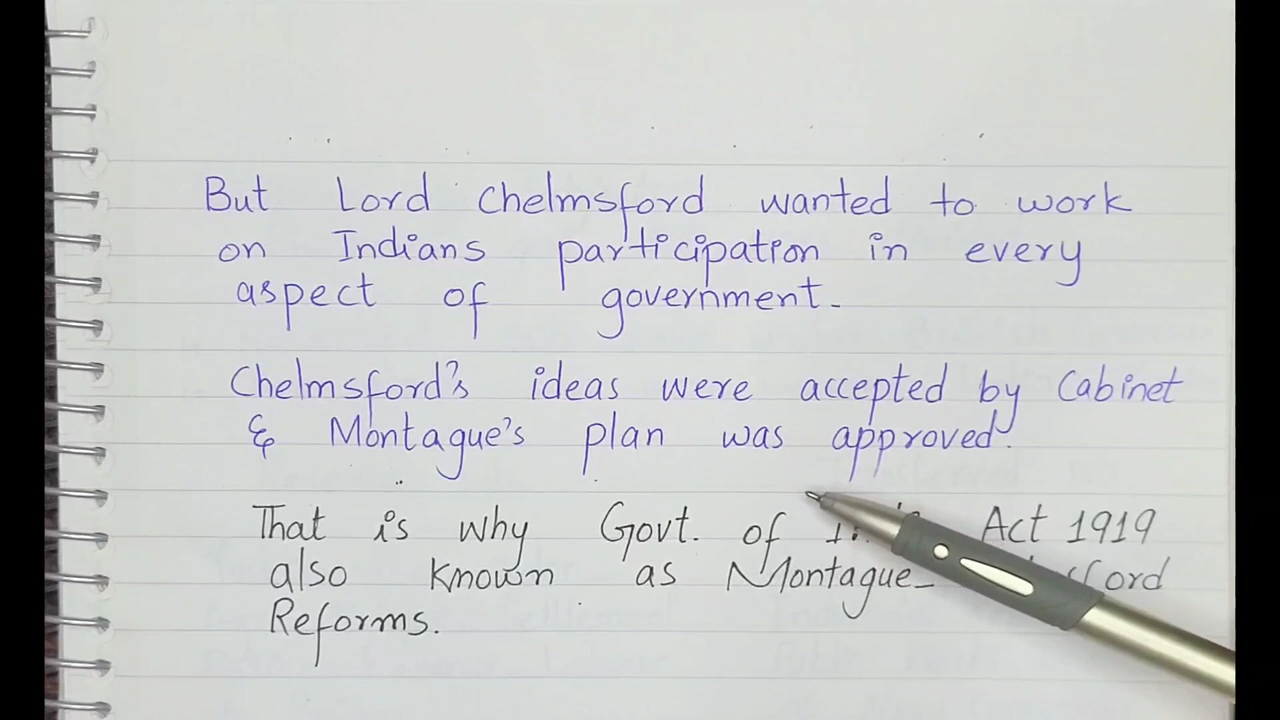 But Lord Chelmsford wanted to work
on Indians participation in every
aspect of government.
Chelmsford's ideas were accepted by Cabinet
& Montague's plan was approved.
That is why Govt. of Act 1919
also known as Montague-
Reforms.